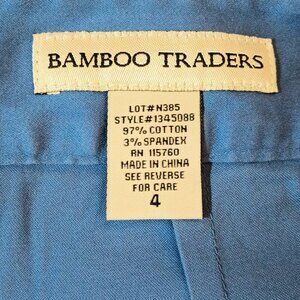 BAMBOO TRADERS
LOT#N385
STYLE#1345088
97% COTTON
3% SPANDEX
RN 115760
MADE IN CHINA
SEE REVERSE
FOR CARE
4